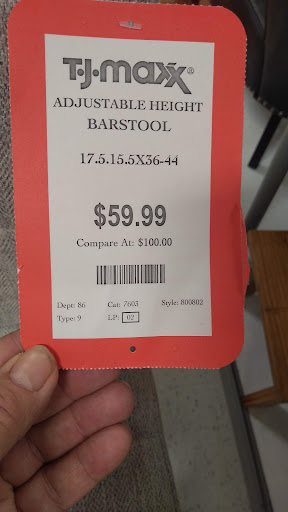 T·J·maxx®
ADJUSTABLE HEIGHT
BARSTOOL
17.5.15.5X36-44
$59.99
Compare At: $100.00
Dept: 86 Cat: 7603 Style: 800802
Type: 9 LP: 02